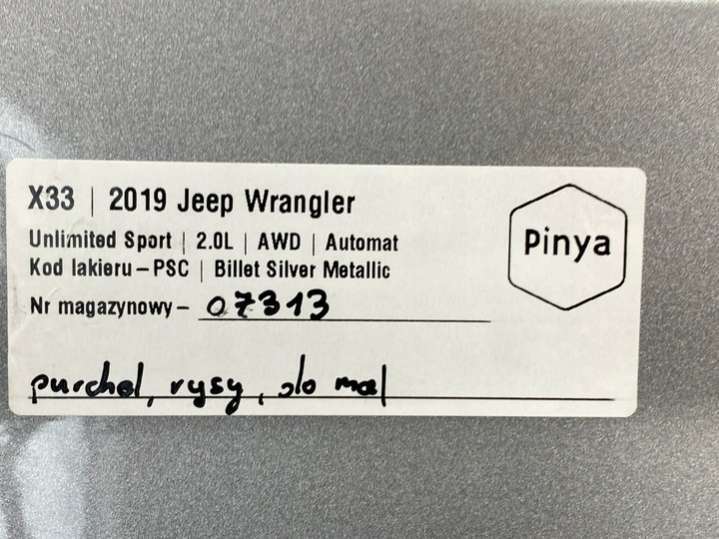 X33 | 2019 Jeep Wrangler
Pinya
Unlimited Sport | 2.0L | AWD | Automat
Kod lakieru – PSC | Billet Silver Metallic
Nr magazynowy – 07313
purchel, rysy, do mal